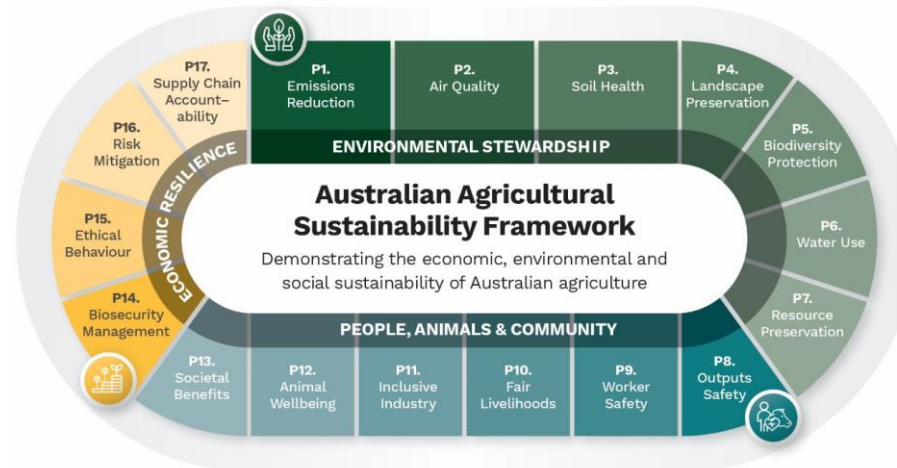 P1.
Emissions
Reduction
P2.
Air Quality
P3.
Soil Health
P4.
Landscape
Preservation
P5.
Biodiversity
Protection
P6.
Water Use
P7.
Resource
Preservation
P8.
Outputs
Safety
P9.
Worker
Safety
P10.
Fair
Livelihoods
P11.
Inclusive
Industry
P12.
Animal
Wellbeing
P13.
Societal
Benefits
P14.
Biosecurity
Management
P15.
Ethical
Behaviour
P16.
Risk
Mitigation
P17.
Supply Chain
Account–
ability
ENVIRONMENTAL STEWARDSHIP
ECONOMIC RESILIENCE
Australian Agricultural
Sustainability Framework
Demonstrating the economic, environmental and
social sustainability of Australian agriculture
PEOPLE, ANIMALS & COMMUNITY